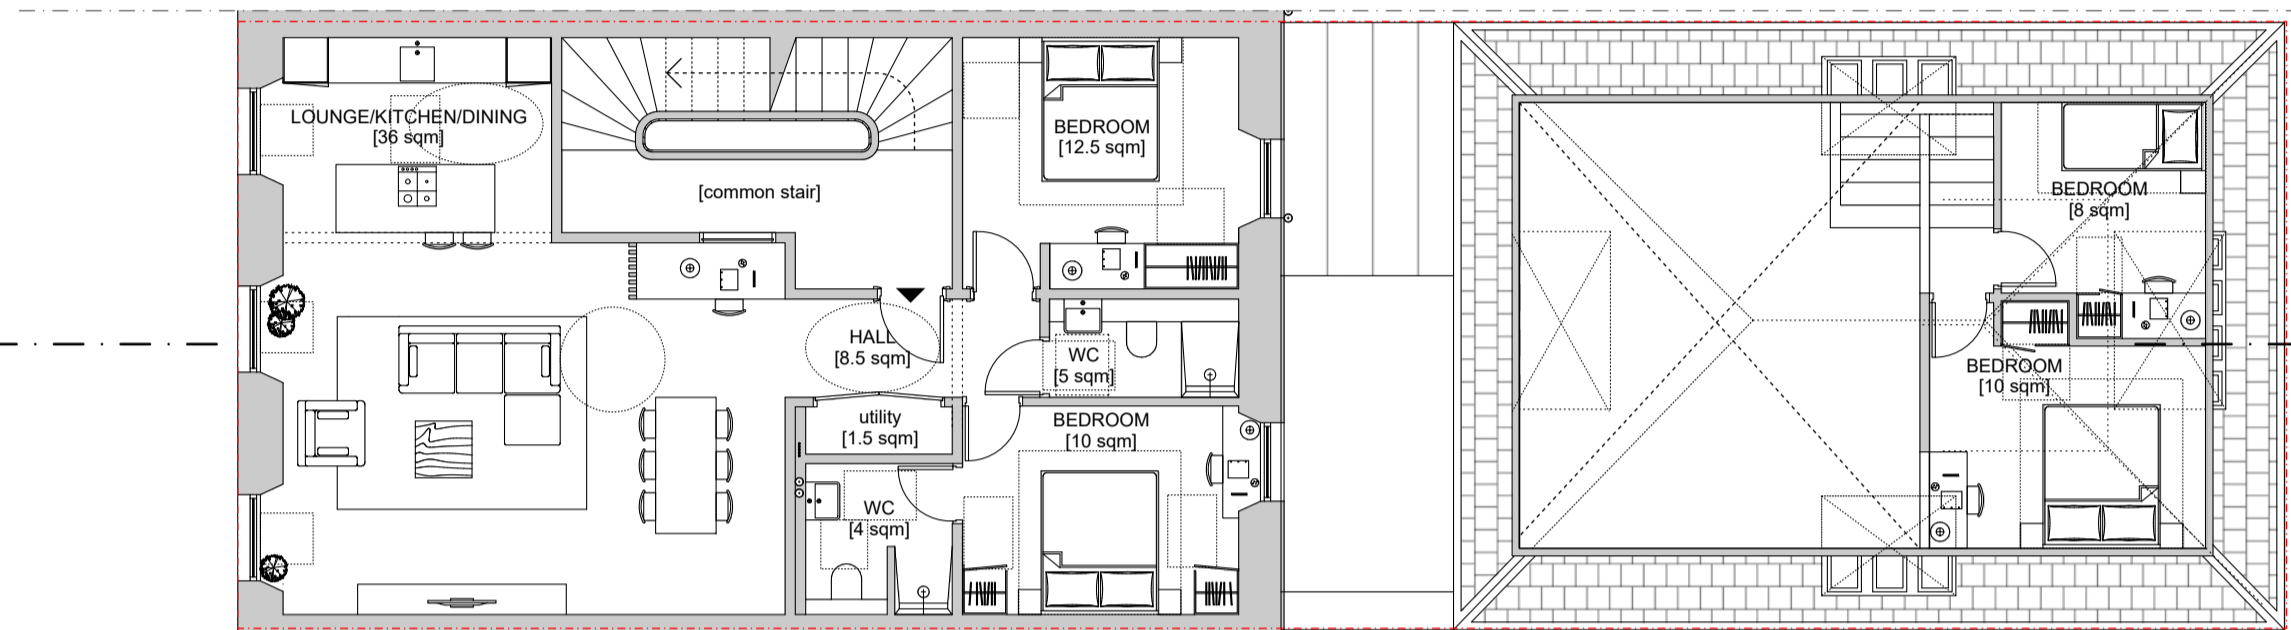 LOUNGE/KITCHEN/DINING
[36 sqm]
[common stair]
BEDROOM
[12.5 sqm]
HALL
[8.5 sqm]
WC
[5 sqm]
utility
[1.5 sqm]
BEDROOM
[10 sqm]
WC
[4 sqm]
BEDROOM
[8 sqm]
BEDROOM
[10 sqm]